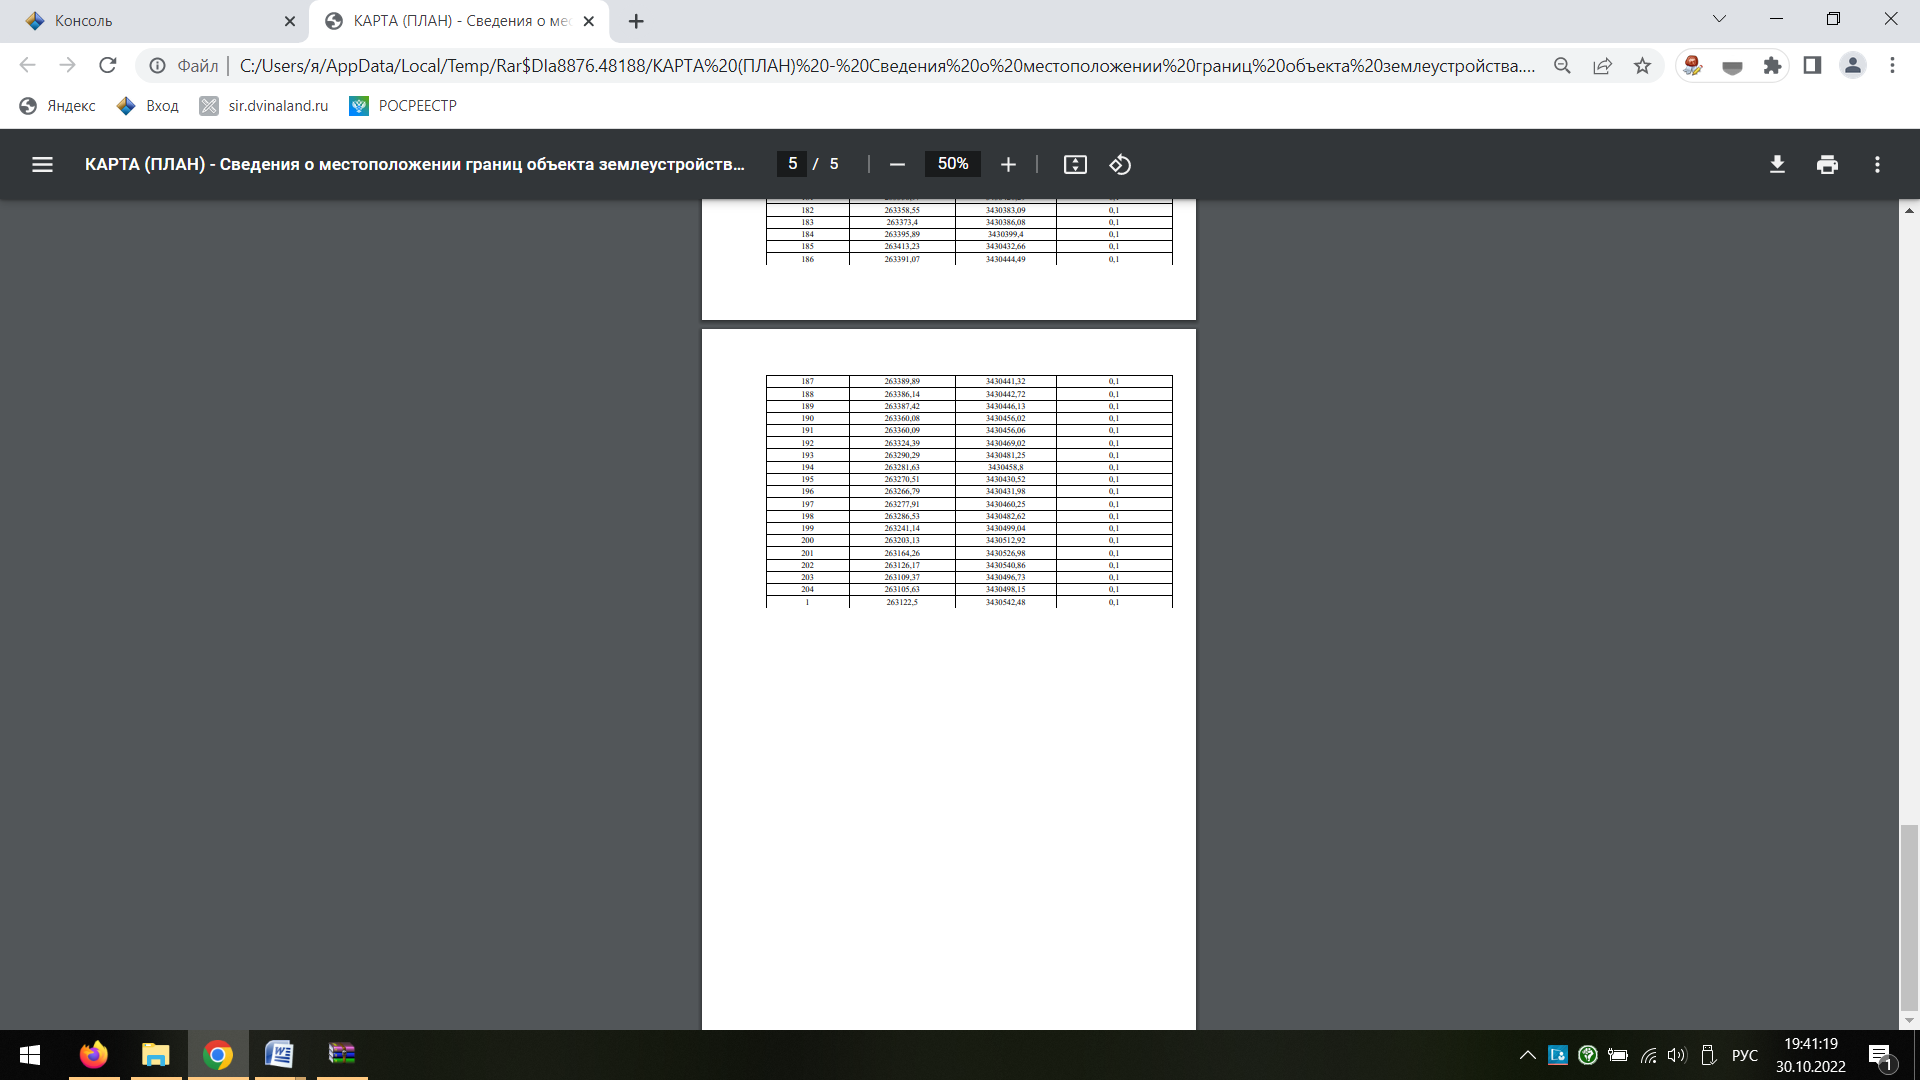 Консоль
КАРТА (ПЛАН) - Сведения о мес
Файл
C:/Users/я/AppData/Local/Temp/Rar$DIa8876.48188/КАРТА%20(ПЛАН)%20-%20Сведения%20о%20местоположении%20границ%20объекта%20землеустройства....
Яндекс
Вход
sir.dvinaland.ru
РОСРЕЕСТР
КАРТА (ПЛАН) - Сведения о местоположении границ объекта землеустройств...
5 / 5
50%
182 263358,55 3430383,09 0,1
183 263373,4 3430386,08 0,1
184 263395,89 3430399,4 0,1
185 263413,23 3430432,66 0,1
186 263391,07 3430444,49 0,1
187 263389,89 3430441,32 0,1
188 263386,14 3430442,72 0,1
189 263387,42 3430446,13 0,1
190 263360,08 3430456,02 0,1
191 263360,09 3430456,06 0,1
192 263324,39 3430469,02 0,1
193 263290,29 3430481,25 0,1
194 263281,63 3430458,8 0,1
195 263270,51 3430430,52 0,1
196 263266,79 3430431,98 0,1
197 263277,91 3430460,25 0,1
198 263286,53 3430482,62 0,1
199 263241,14 3430499,04 0,1
200 263203,13 3430512,92 0,1
201 263164,26 3430526,98 0,1
202 263126,17 3430540,86 0,1
203 263109,37 3430496,73 0,1
204 263105,63 3430498,15 0,1
1 263122,5 3430542,48 0,1
РУС
19:41:19
30.10.2022
1